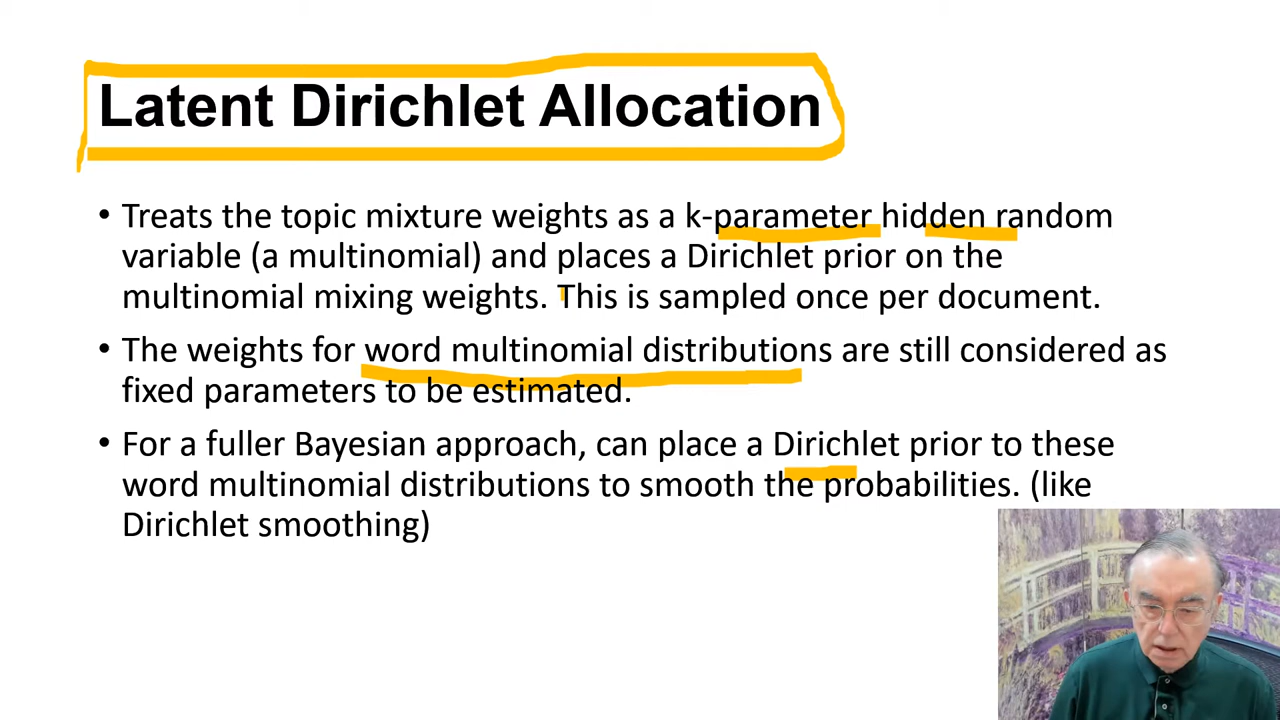 Latent Dirichlet Allocation
• Treats the topic mixture weights as a k-parameter hidden random
variable (a multinomial) and places a Dirichlet prior on the
multinomial mixing weights. This is sampled once per document.
• The weights for word multinomial distributions are still considered as
fixed parameters to be estimated.
• For a fuller Bayesian approach, can place a Dirichlet prior to these
word multinomial distributions to smooth the probabilities. (like
Dirichlet smoothing)